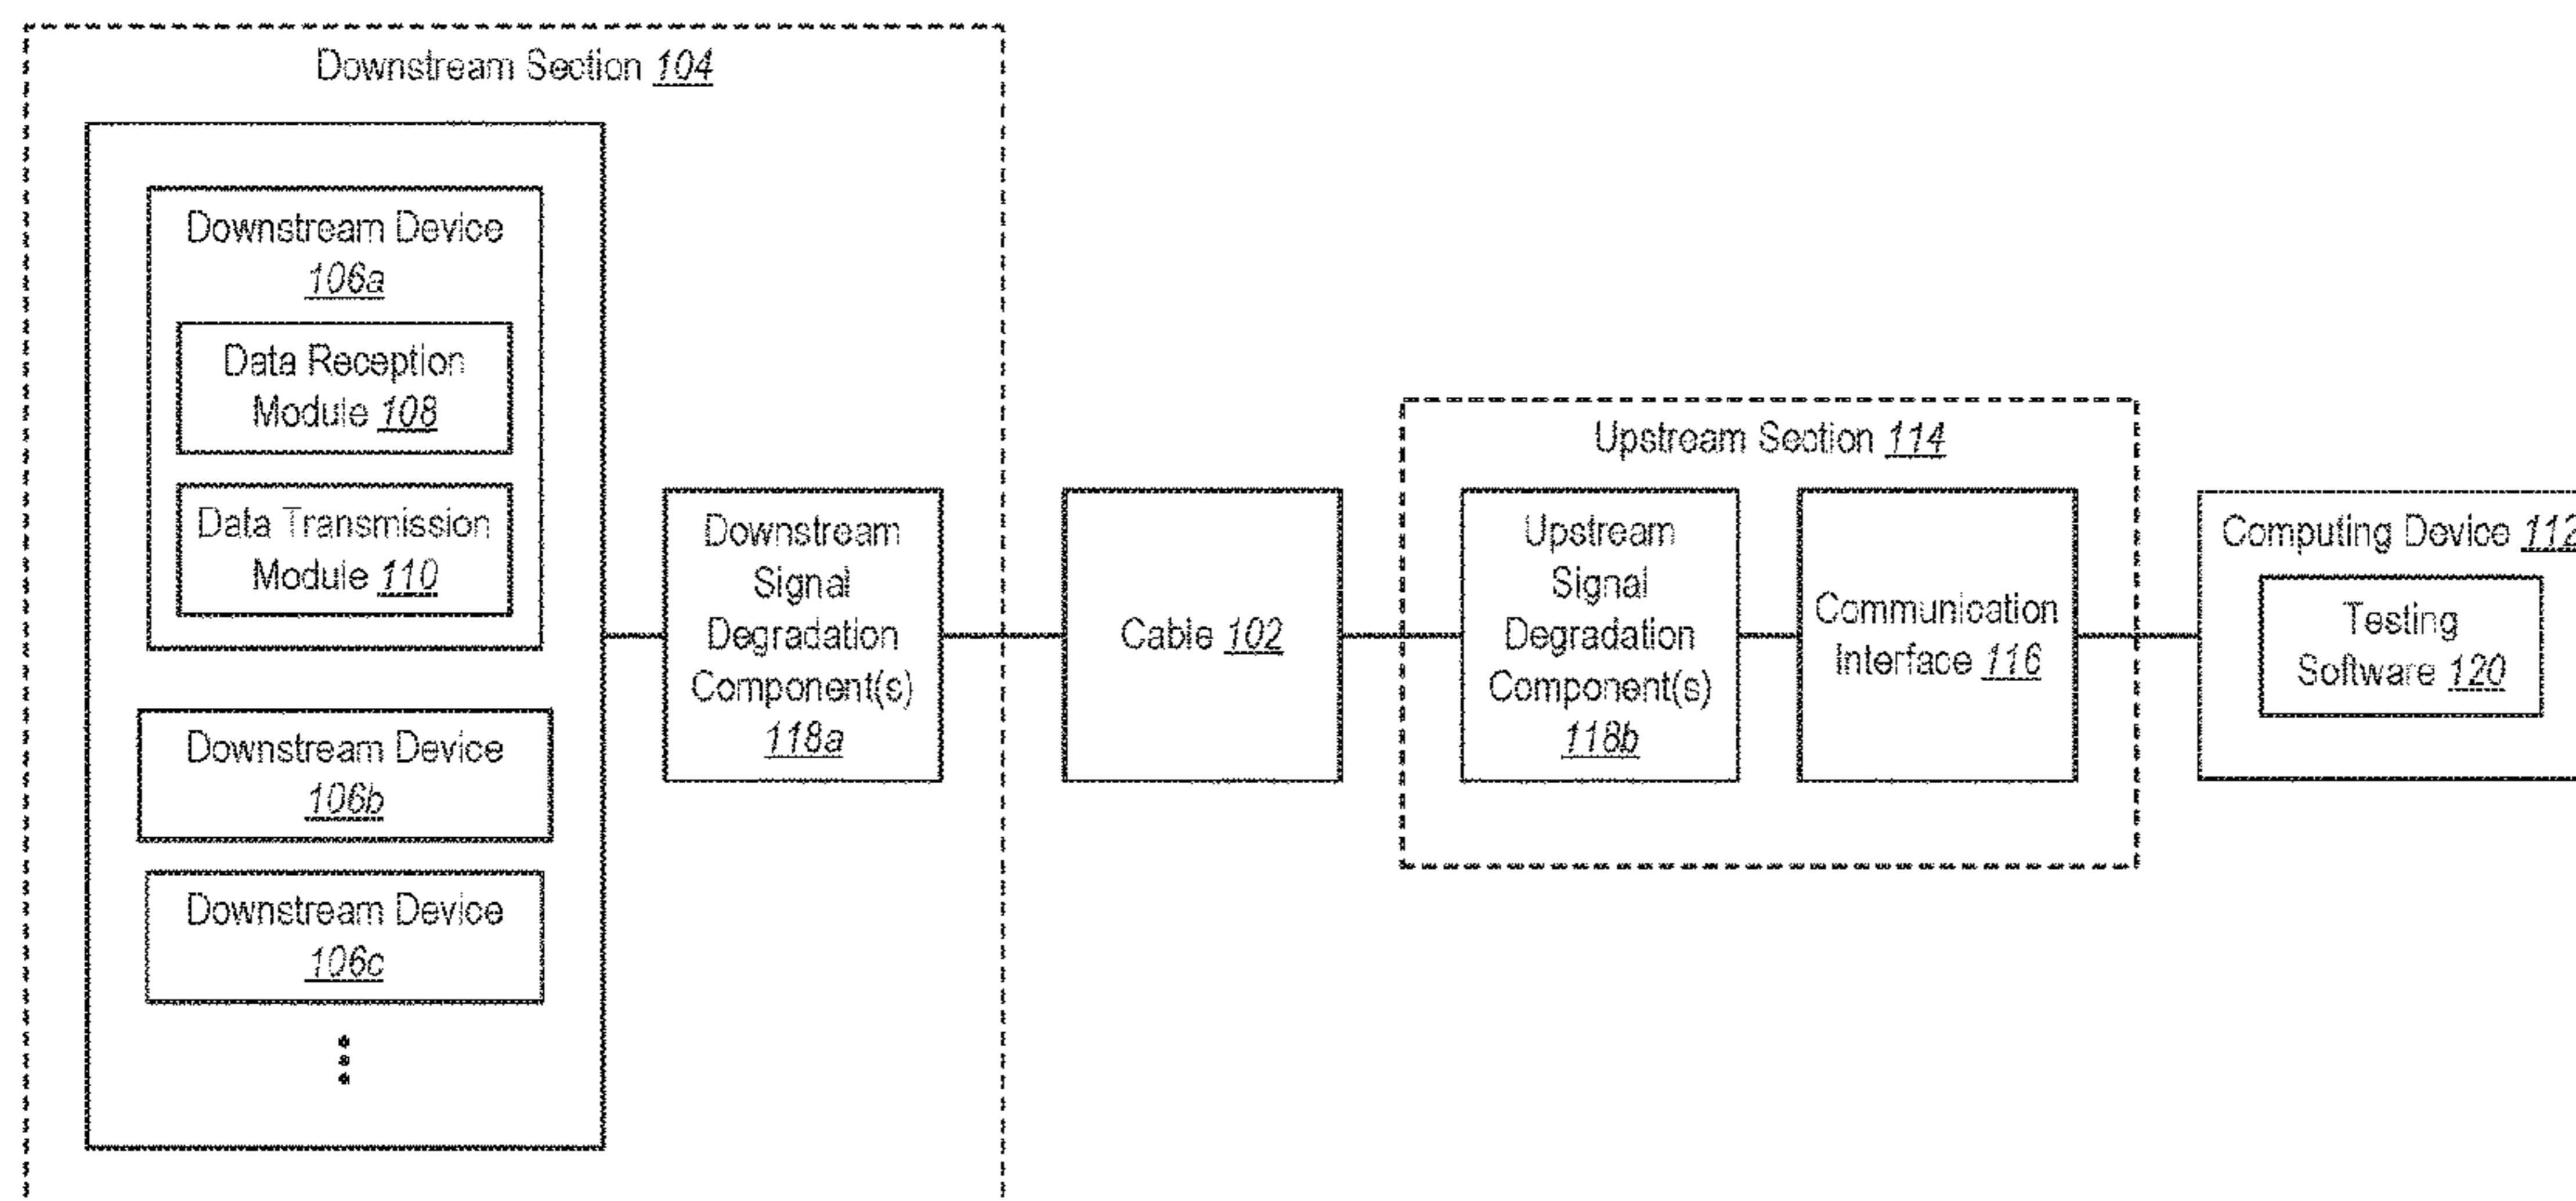 Downstream Section 104
Downstream Device
106a
Data Reception
Module 108
Data Transmission
Module 110
Downstream Device
106b
Downstream Device
106c
Downstream
Signal
Degradation
Component(s)
118a
Cable 102
Upstream Section 114
Upstream
Signal
Degradation
Component(s)
118b
Communication
Interface 116
Computing Device 112
Testing
Software 120